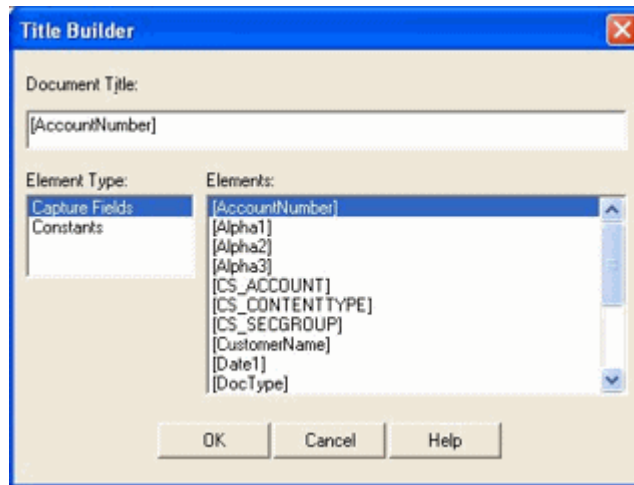 Title Builder
Document Title:
[AccountNumber]
Element Type:
Elements:
Capture Fields
Constants
[AccountNumber]
[Alpha1]
[Alpha2]
[Alpha3]
[CS_ACCOUNT]
[CS_CONTENTTYPE]
[CS_SECGROUP]
[CustomerName]
[Date1]
[DocType]
OK
Cancel
Help